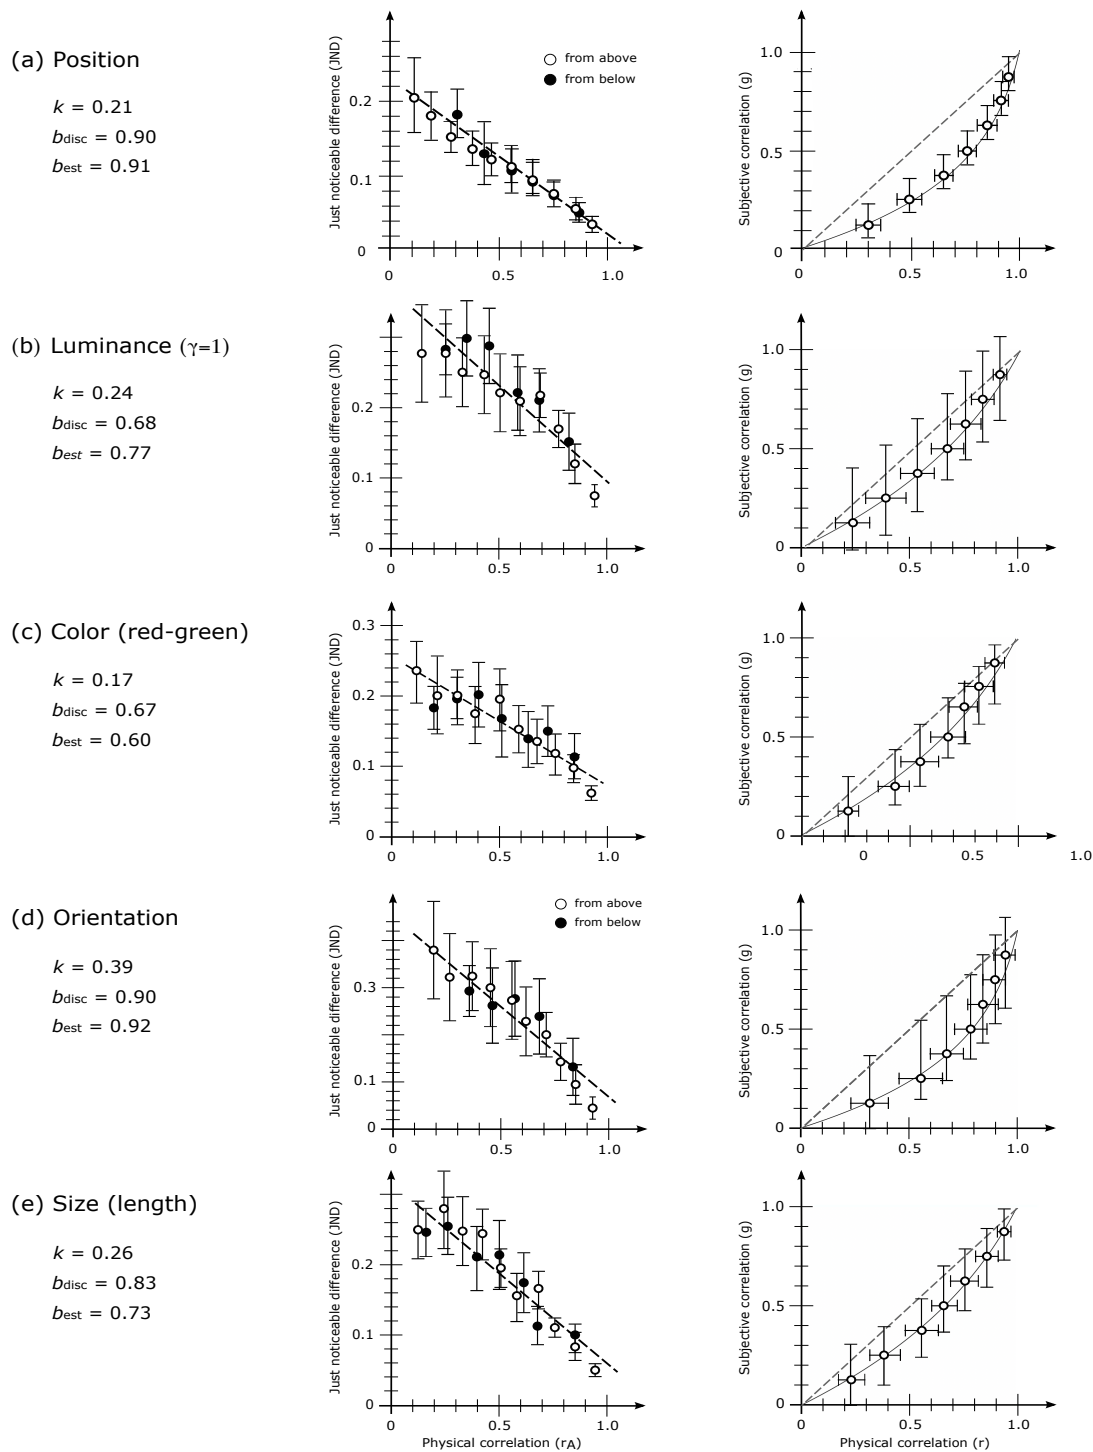 (a) Position
k = 0.21
bdisc = 0.90
best = 0.91
Just noticeable difference (JND)
from above
from below
0.2
0.1
0
0 0.5 1.0
Subjective correlation (g)
1.0
0.5
0
0 0.5 1.0
(b) Luminance (γ=1)
k = 0.24
bdisc = 0.68
best = 0.77
Just noticeable difference (JND)
0.2
0.1
0
0.5 1.0
Subjective correlation (g)
1.0
0.5
0
0 0.5 1.0
(c) Color (red-green)
k = 0.17
bdisc = 0.67
best = 0.60
Just noticeable difference (JND)
0.3
0.2
0.1
0
0 0.5 1.0
Subjective correlation (g)
1.0
0.5
0
0 0.5 1.0
(d) Orientation
k = 0.39
bdisc = 0.90
best = 0.92
Just noticeable difference (JND)
from above
from below
0.3
0.1
0
0 0.5 1.0
Subjective correlation (g)
1.0
0.5
0
0 0.5 1.0
(e) Size (length)
k = 0.26
bdisc = 0.83
best = 0.73
Just noticeable difference (JND)
0.2
0.1
0
0 0.5 1.0
Physical correlation (rA)
Subjective correlation (g)
1.0
0.5
0
0 0.5 1.0
Physical correlation (r)